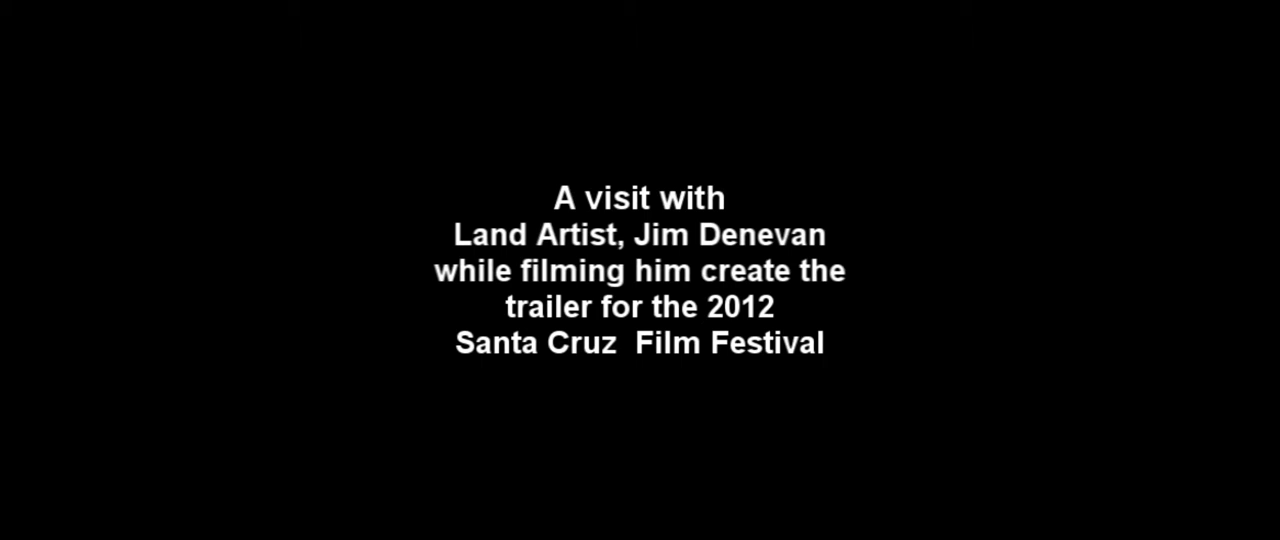 A visit with
Land Artist, Jim Denevan
while filming him create the
trailer for the 2012
Santa Cruz  Film Festival